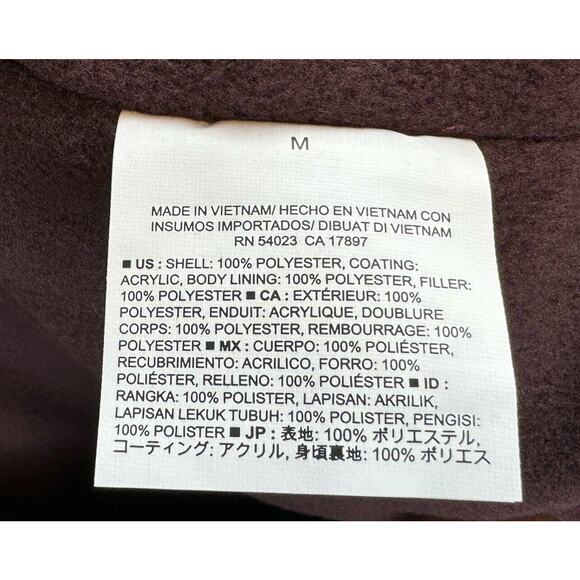 M
MADE IN VIETNAM/ HECHO EN VIETNAM CON
INSUMOS IMPORTADOS/ DIBUAT DI VIETNAM
RN 54023 CA 17897
■ US : SHELL: 100% POLYESTER, COATING:
ACRYLIC, BODY LINING: 100% POLYESTER, FILLER:
100% POLYESTER ■ CA : EXTÉRIEUR: 100%
POLYESTER, ENDUIT: ACRYLIQUE, DOUBLURE
CORPS: 100% POLYESTER, REMBOURRAGE: 100%
POLYESTER ■ MX : CUERPO: 100% POLIÉSTER,
RECUBRIMIENTO: ACRILICO, FORRO: 100%
POLIÉSTER, RELLENO: 100% POLIÉSTER ■ ID :
RANGKA: 100% POLISTER, LAPISAN: AKRILIK,
LAPISAN LEKUK TUBUH: 100% POLISTER, PENGISI:
100% POLISTER ■ JP : 表地: 100% ポリエステル,
コーティング: アクリル, 身頃裏地: 100% ポリエス